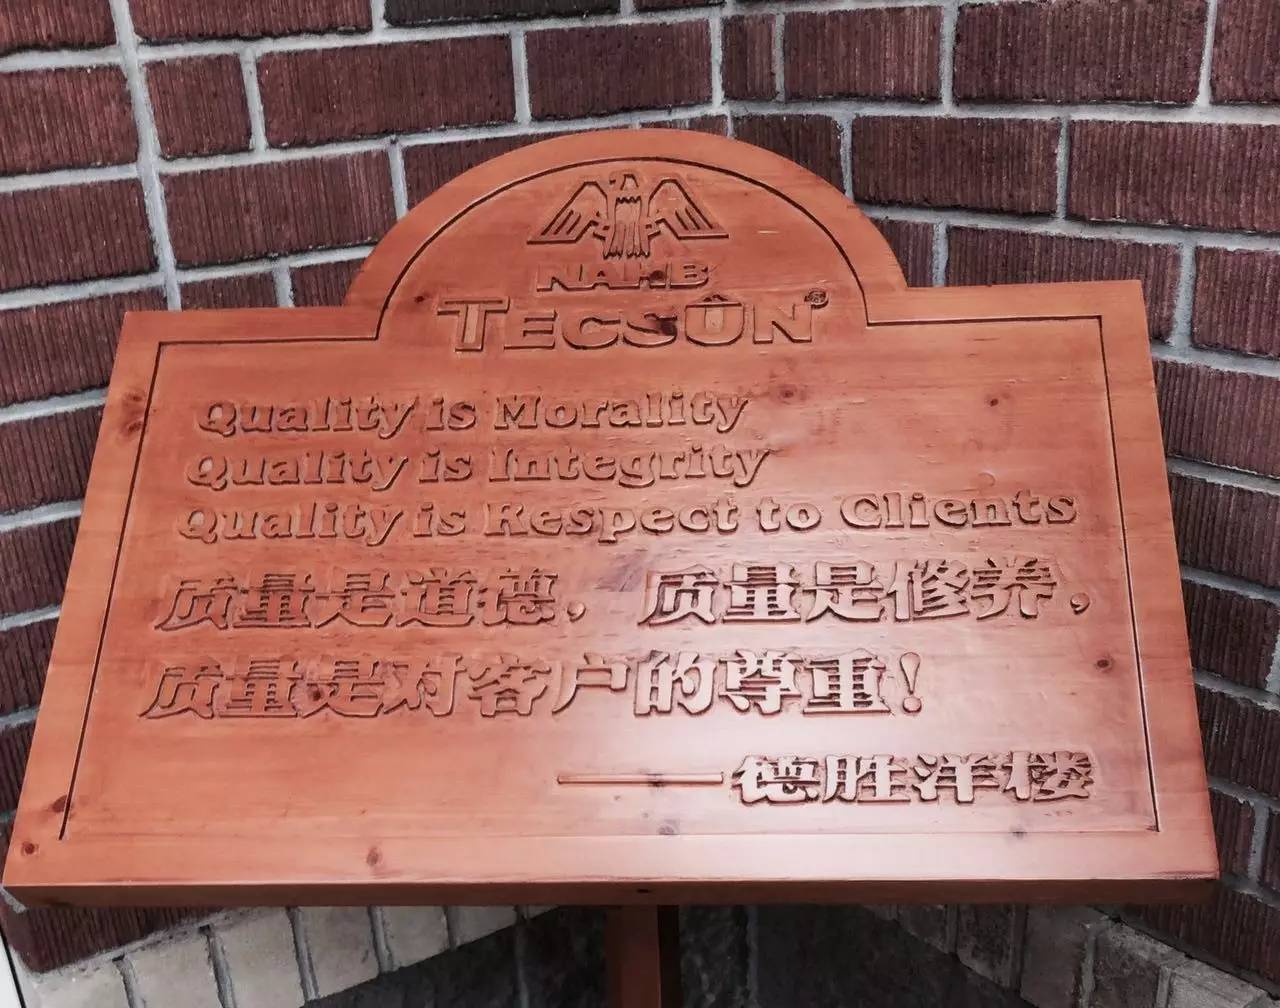 NAHB
TECSUN®
Quality is Morality
Quality is Integrity
Quality is Respect to Clients
质量是道德，质量是修养，
质量是对客户的尊重！
——德胜洋楼